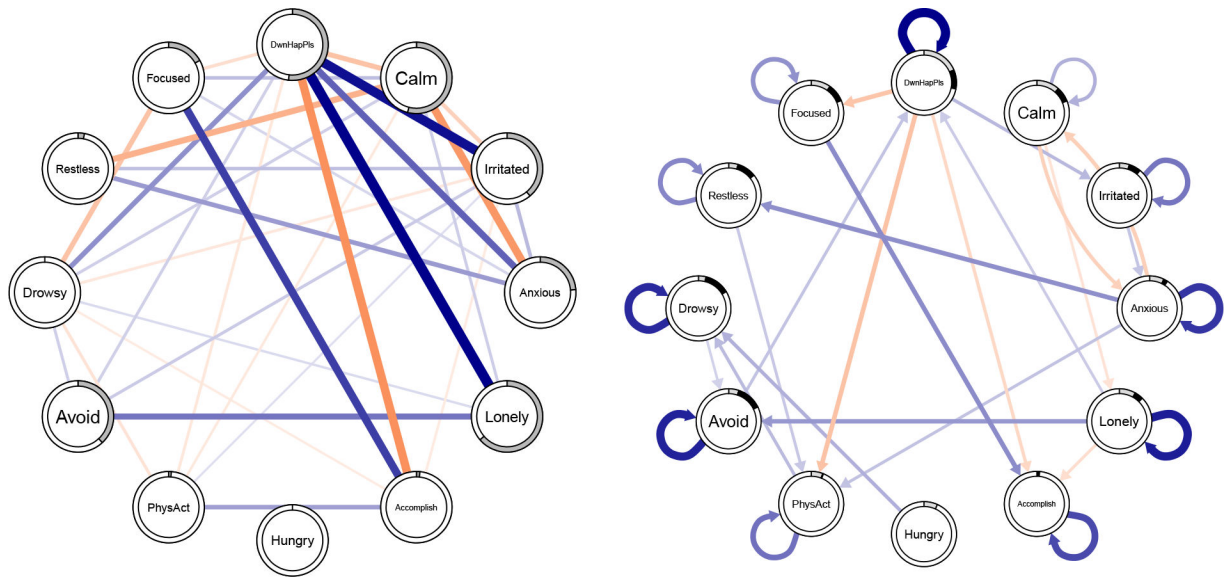 DwnHapPls
Focused
Calm
Restless
Irritated
Drowsy
Anxious
Avoid
Lonely
PhysAct
Accomplish
Hungry
DwnHapPls
Focused
Calm
Restless
Irritated
Drowsy
Anxious
Avoid
Lonely
PhysAct
Accomplish
Hungry